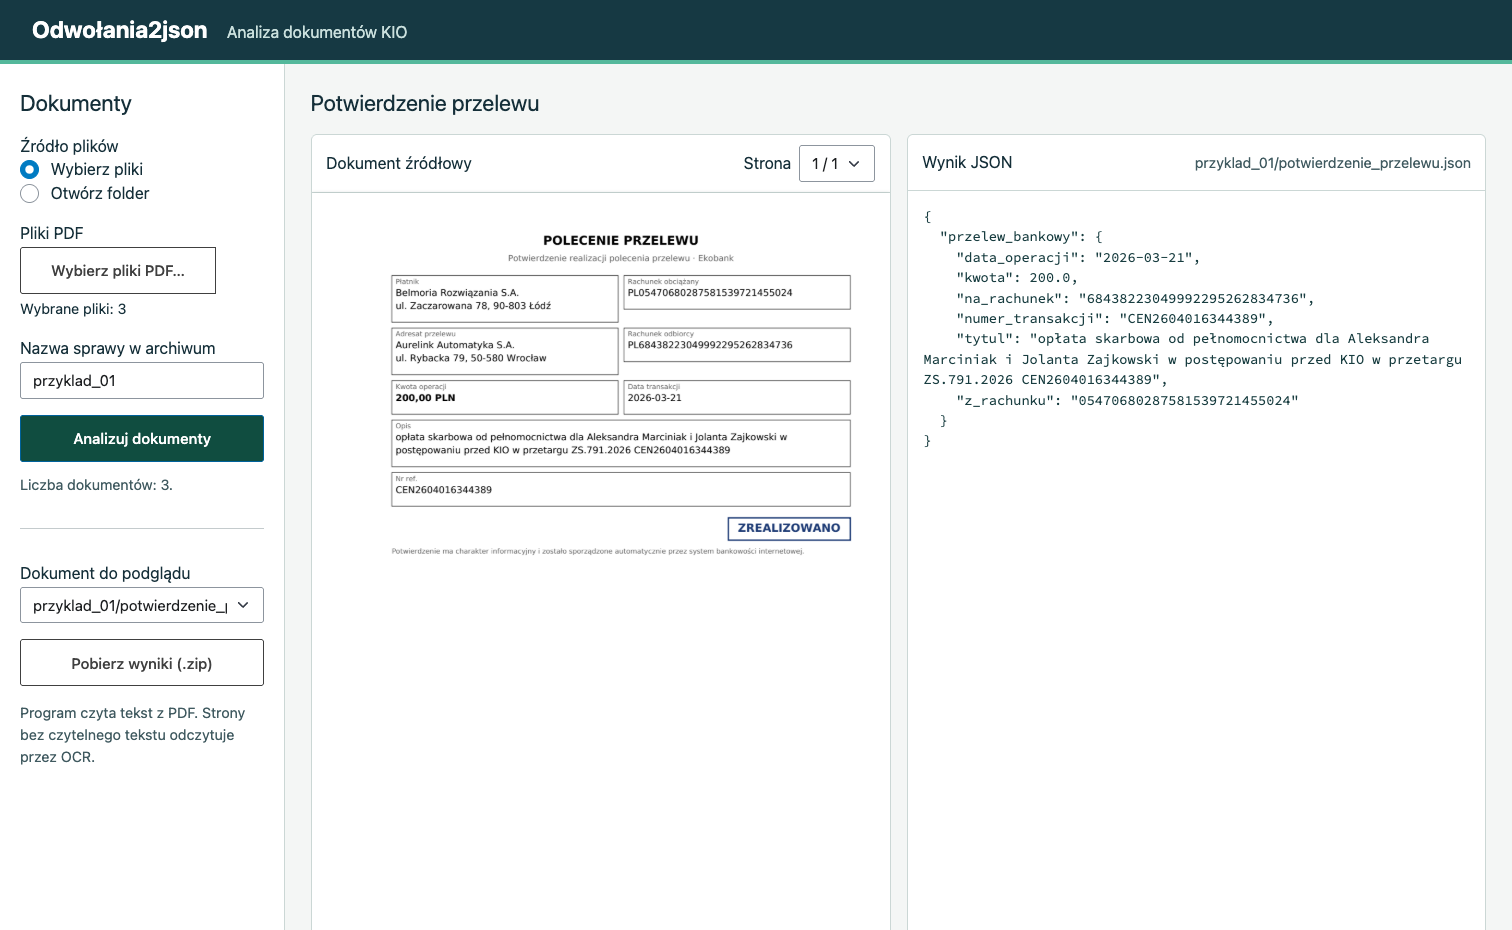 Odwołania2json
Analiza dokumentów KIO
Dokumenty
Źródło plików
Wybierz pliki
Otwórz folder
Pliki PDF
Wybierz pliki PDF...
Wybrane pliki: 3
Nazwa sprawy w archiwum
przyklad_01
Analizuj dokumenty
Liczba dokumentów: 3.
Dokument do podglądu
przyklad_01/potwierdzenie_p
Pobierz wyniki (.zip)
Program czyta tekst z PDF. Strony
bez czytelnego tekstu odczytuje
przez OCR.
Potwierdzenie przelewu
Dokument źródłowy
Strona
1 / 1
POLECENIE PRZELEWU
Potwierdzenie realizacji polecenia przelewu · Ekobank
Płatnik
Belmoria Rozwiązania S.A.
ul. Zaczarowana 78, 90-803 Łódź
Rachunek obciążany
PL05470680287581539721455024
Adresat przelewu
Aurelink Automatyka S.A.
ul. Rybacka 79, 50-580 Wrocław
Rachunek odbiorcy
PL68438223049992295262834736
Kwota operacji
200,00 PLN
Data transakcji
2026-03-21
Opis
opłata skarbowa od pełnomocnictwa dla Aleksandra Marciniak i Jolanta Zajkowski w
postępowaniu przed KIO w przetargu ZS.791.2026 CEN2604016344389
Nr ref.
CEN2604016344389
ZREALIZOWANO
Potwierdzenie ma charakter informacyjny i zostało sporządzone automatycznie przez system bankowości internetowej.
Wynik JSON
przyklad_01/potwierdzenie_przelewu.json
{
  "przelew_bankowy": {
    "data_operacji": "2026-03-21",
    "kwota": 200.0,
    "na_rachunek": "68438223049992295262834736",
    "numer_transakcji": "CEN2604016344389",
    "tytul": "opłata skarbowa od pełnomocnictwa dla Aleksandra
Marciniak i Jolanta Zajkowski w postępowaniu przed KIO w przetargu
ZS.791.2026 CEN2604016344389",
    "z_rachunku": "05470680287581539721455024"
  }
}